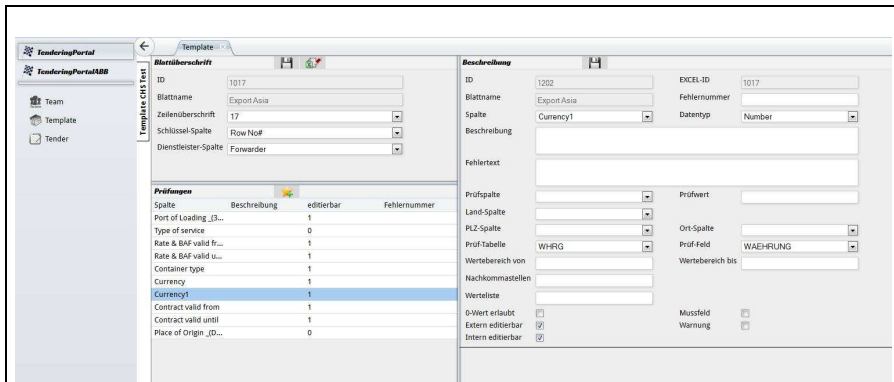 TenderingPortal
TenderingPortalABB
Team
Template
Tender
Template CHS Test
Template
Blattüberschrift
ID 1017
Blattname Export Asia
Zeilenüberschrift 17
Schlüssel-Spalte Row No#
Dienstleister-Spalte Forwarder
Prüfungen
Spalte Beschreibung editierbar Fehlernummer
Port of Loading _(3... 1
Type of service 0
Rate & BAF valid fr... 1
Rate & BAF valid u... 1
Container type 1
Currency 1
Currency1 1
Contract valid from 1
Contract valid until 1
Place of Origin _(D... 0
Beschreibung
ID 1202 EXCEL-ID 1017
Blattname Export Asia Fehlernummer
Spalte Currency1 Datentyp Number
Beschreibung
Fehlertext
Prüfspalte Prüfwert
Land-Spalte
PLZ-Spalte Ort-Spalte
Prüf-Tabelle WHRG Prüf-Feld WAEHRUNG
Wertebereich von Wertebereich bis
Nachkommastellen
Werteliste
0-Wert erlaubt Mussfeld
Extern editierbar Warnung
Intern editierbar